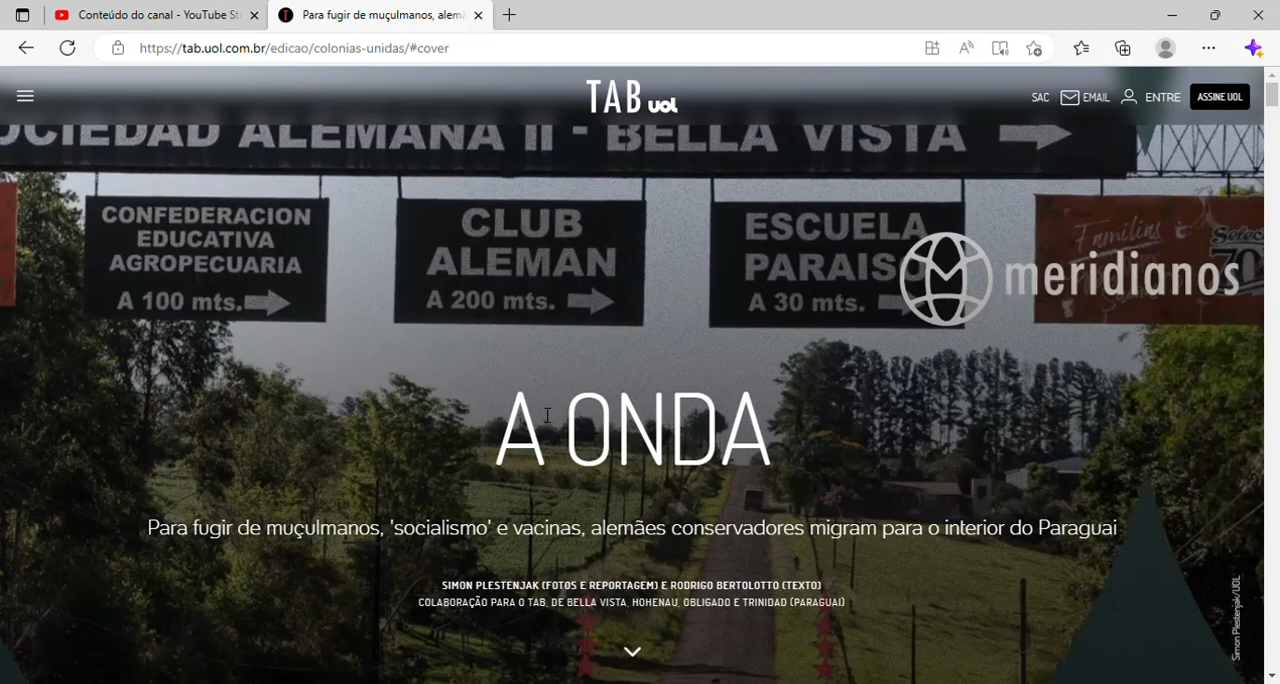 Conteúdo do canal - YouTube St
Para fugir de muçulmanos, alemã
https://tab.uol.com.br/edicao/colonias-unidas/#cover
TAB uol
SAC EMAIL ENTRE ASSINE UOL
SOCIEDAD ALEMANA II - BELLA VISTA
CONFEDERACION
EDUCATIVA
AGROPECUARIA
A 100 mts.
CLUB
ALEMAN
A 200 mts.
ESCUELA
PARAISO
A 30 mts.
Familias
Selec
meridianos
A ONDA
Para fugir de muçulmanos, 'socialismo' e vacinas, alemães conservadores migram para o interior do Paraguai
SIMON PLESTENJAK (FOTOS E REPORTAGEM) E RODRIGO BERTOLOTTO (TEXTO)
COLABORAÇÃO PARA O TAB, DE BELLA VISTA, HOHENAU, OBLIGADO E TRINIDAD (PARAGUAI)
Simon Plestenjak/UOL